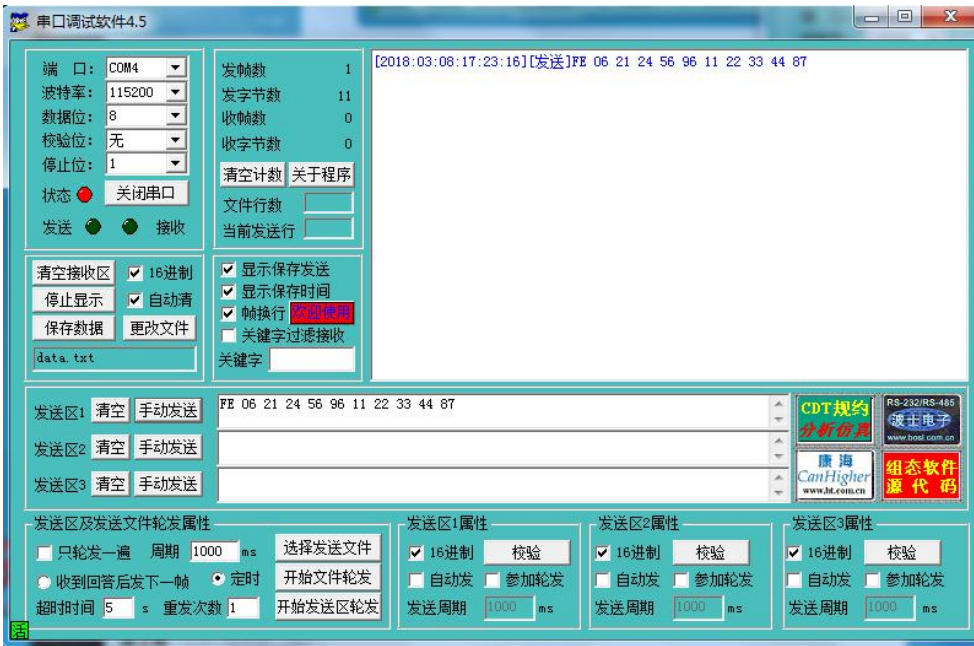 串口调试软件4.5
端 口： COM4
波特率： 115200
数据位： 8
校验位： 无
停止位： 1
状态 关闭串口
发送 接收
发帧数 1
发字节数 11
收帧数 0
收字节数 0
清空计数 关于程序
文件行数
当前发送行
[2018:03:08:17:23:16][发送]FE 06 21 24 56 96 11 22 33 44 87
清空接收区 16进制
停止显示 自动清
保存数据 更改文件
data.txt
显示保存发送
显示保存时间
帧换行 欢迎使用
关键字过滤接收
关键字
发送区1 清空 手动发送 FE 06 21 24 56 96 11 22 33 44 87
发送区2 清空 手动发送
发送区3 清空 手动发送
CDT规约
分析仿真
RS-232/RS-485
波士电子
www.bosi.com.cn
康海
CanHigher
www.ht.com.cn
组态软件
源 代 码
发送区及发送文件轮发属性
只轮发一遍 周期 1000 ms 选择发送文件
收到回答后发下一帧 定时 开始文件轮发
超时时间 5 s 重发次数 1 开始发送区轮发
发送区1属性
16进制 校验
自动发 参加轮发
发送周期 1000 ms
发送区2属性
16进制 校验
自动发 参加轮发
发送周期 1000 ms
发送区3属性
16进制 校验
自动发 参加轮发
发送周期 1000 ms
活